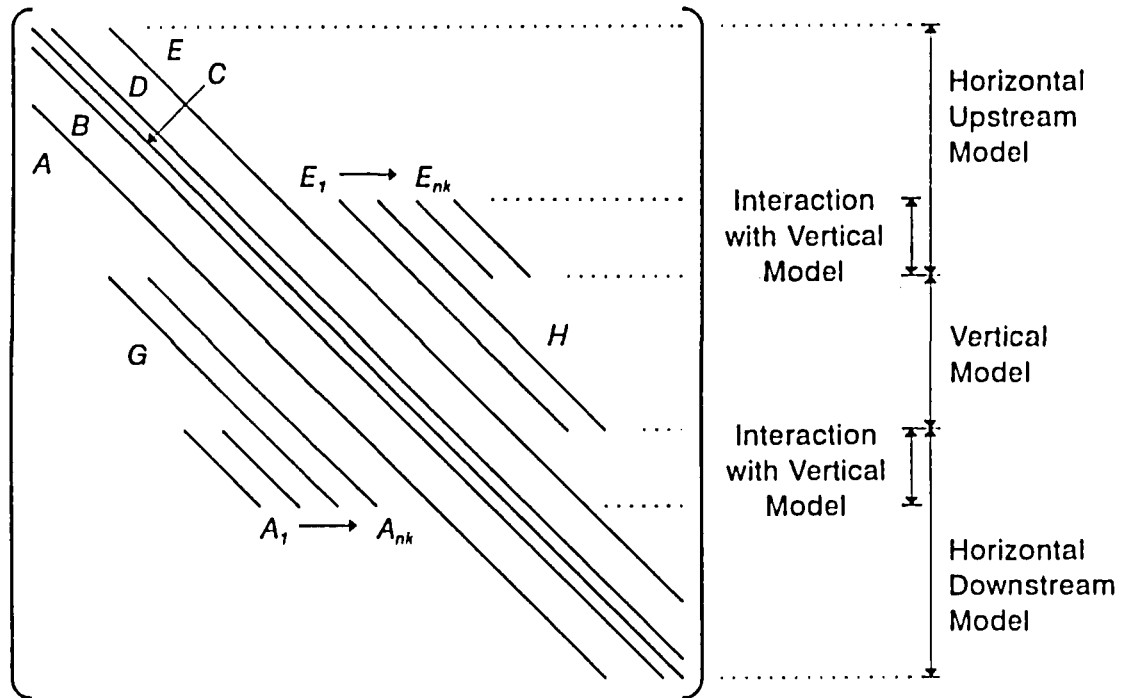 E
D
C
B
A
E₁ → Eₙₖ
H
G
A₁ → Aₙₖ
Horizontal
Upstream
Model
Interaction
with Vertical
Model
Vertical
Model
Interaction
with Vertical
Model
Horizontal
Downstream
Model